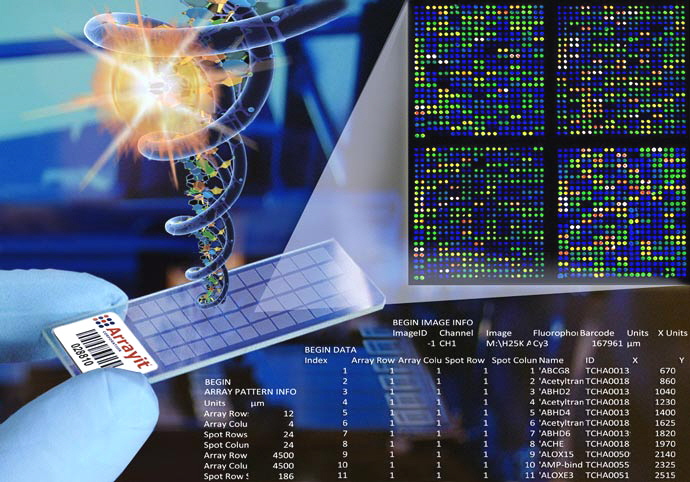 Arrayit
028810
BEGIN IMAGE INFO
ImageID Channel Image Fluoropho Barcode Units X Units
-1 CH1 M:\H25K A Cy3 167961 µm
BEGIN DATA
Index Array Row Array Colu Spot Row Spot Colun Name ID X Y
1 1 1 1 1 'ABCG8 TCHA0013 670
2 1 1 1 2 'Acetyltran TCHA0018 860
3 1 1 1 3 'ABHD2 TCHA0013 1040
4 1 1 1 4 'Acetyltran TCHA0018 1230
5 1 1 1 5 'ABHD4 TCHA0013 1400
6 1 1 1 6 'Acetyltran TCHA0018 1625
7 1 1 1 7 'ABHD6 TCHA0013 1820
8 1 1 1 8 'ACHE TCHA0018 1970
9 1 1 1 9 'ALOX15 TCHA0050 2140
10 1 1 1 10 'AMP-bind TCHA0055 2325
11 1 1 1 11 'ALOXE3 TCHA0051 2515
BEGIN
ARRAY PATTERN INFO
Units µm
Array Row 12
Array Colu 4
Spot Rows 24
Spot Colun 24
Array Row 4500
Array Colu 4500
Spot Row S 186